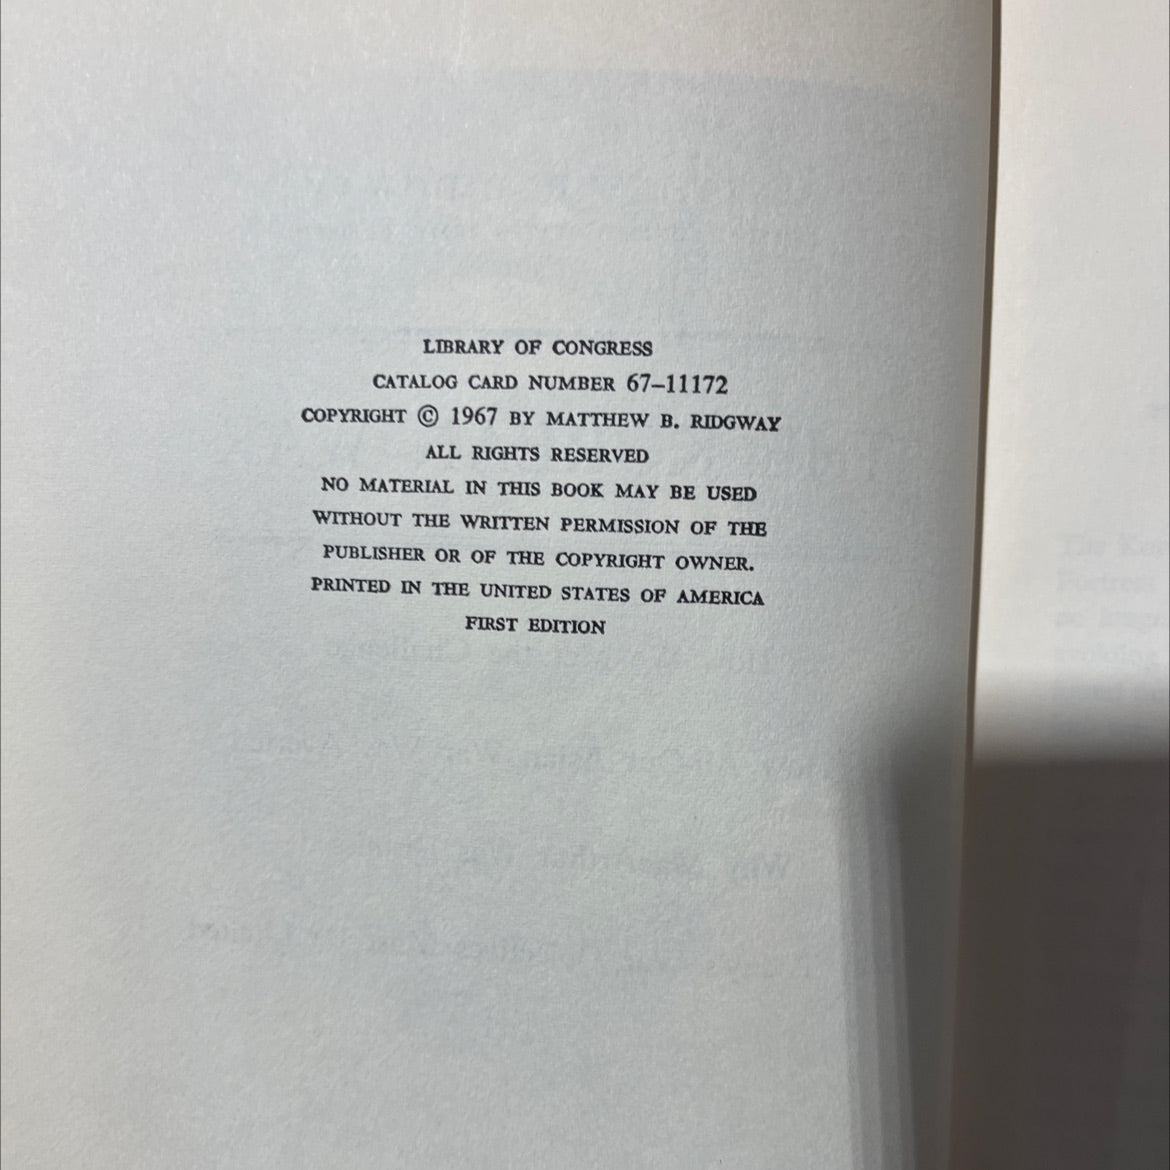 LIBRARY OF CONGRESS
CATALOG CARD NUMBER 67–11172
COPYRIGHT © 1967 BY MATTHEW B. RIDGWAY
ALL RIGHTS RESERVED
NO MATERIAL IN THIS BOOK MAY BE USED
WITHOUT THE WRITTEN PERMISSION OF THE
PUBLISHER OR OF THE COPYRIGHT OWNER.
PRINTED IN THE UNITED STATES OF AMERICA
FIRST EDITION